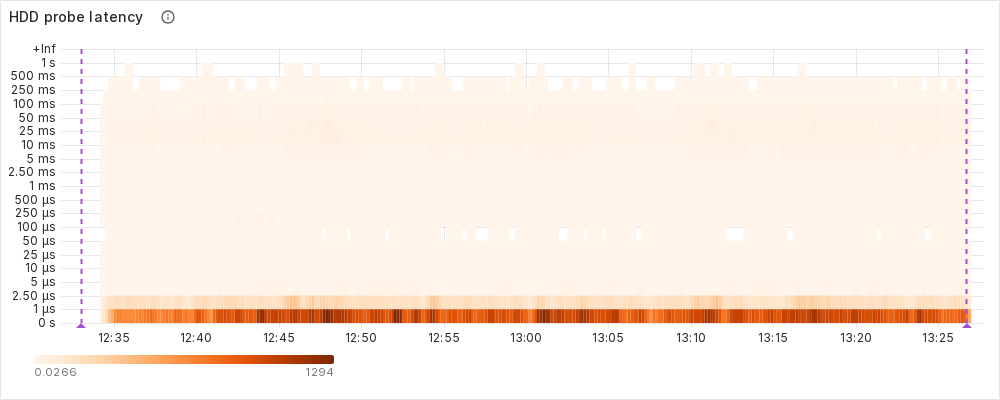 HDD probe latency
+Inf
1 s
500 ms
250 ms
100 ms
50 ms
25 ms
10 ms
5 ms
2.50 ms
1 ms
500 µs
250 µs
100 µs
50 µs
25 µs
10 µs
5 µs
2.50 µs
1 µs
0 s
12:35 12:40 12:45 12:50 12:55 13:00 13:05 13:10 13:15 13:20 13:25
0.0266 1294